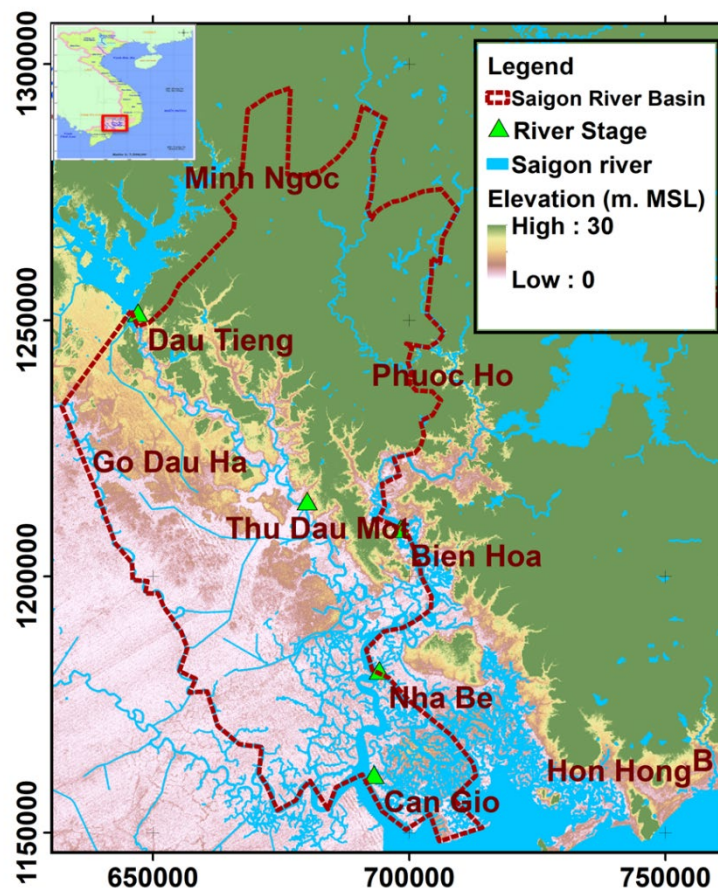 Legend
Saigon River Basin
River Stage
Saigon river
Elevation (m. MSL)
High : 30
Low : 0
Minh Ngoc
Dau Tieng
Phuoc Ho
Go Dau Ha
Thu Dau Mot
Bien Hoa
Nha Be
Hon Hong
B
Can Gio
1300000
1250000
1200000
1150000
650000
700000
750000